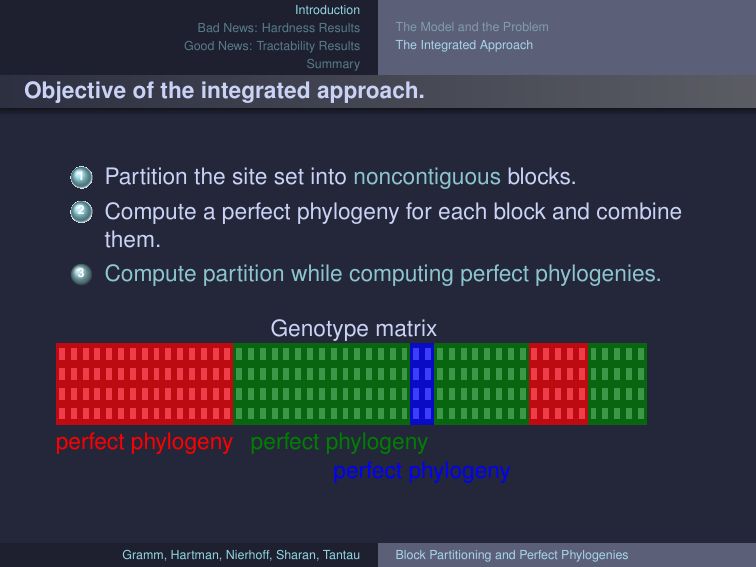 Introduction
Bad News: Hardness Results
Good News: Tractability Results
Summary
The Model and the Problem
The Integrated Approach
Objective of the integrated approach.
1 Partition the site set into noncontiguous blocks.
2 Compute a perfect phylogeny for each block and combine
them.
3 Compute partition while computing perfect phylogenies.
Genotype matrix
perfect phylogeny perfect phylogeny
perfect phylogeny
Gramm, Hartman, Nierhoff, Sharan, Tantau
Block Partitioning and Perfect Phylogenies